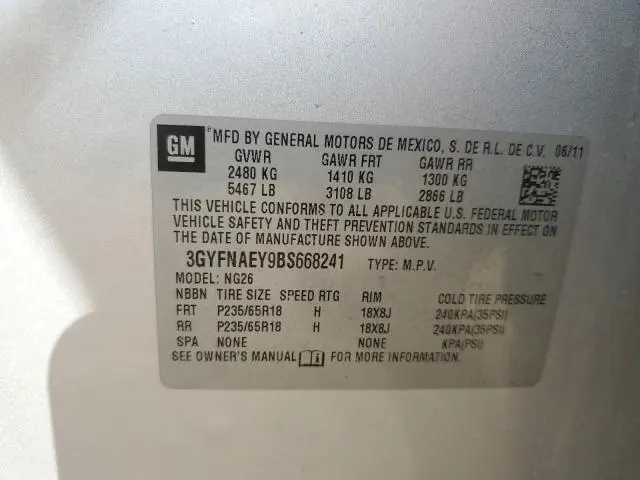 GM
MFD BY GENERAL MOTORS DE MEXICO, S. DE R.L. DE C.V. 06/11
GVWR GAWR FRT GAWR RR
2480 KG 1410 KG 1300 KG
5467 LB 3108 LB 2866 LB
THIS VEHICLE CONFORMS TO ALL APPLICABLE U.S. FEDERAL MOTOR
VEHICLE SAFETY AND THEFT PREVENTION STANDARDS IN EFFECT ON
THE DATE OF MANUFACTURE SHOWN ABOVE.
3GYFNAEY9BS668241 TYPE: M.P.V.
MODEL: NG26
NBBN TIRE SIZE SPEED RTG RIM COLD TIRE PRESSURE
FRT P235/65R18 H 18X8J 240KPA(35PSI)
RR P235/65R18 H 18X8J 240KPA(35PSI)
SPA NONE NONE KPA(PSI)
SEE OWNER'S MANUAL i FOR MORE INFORMATION.